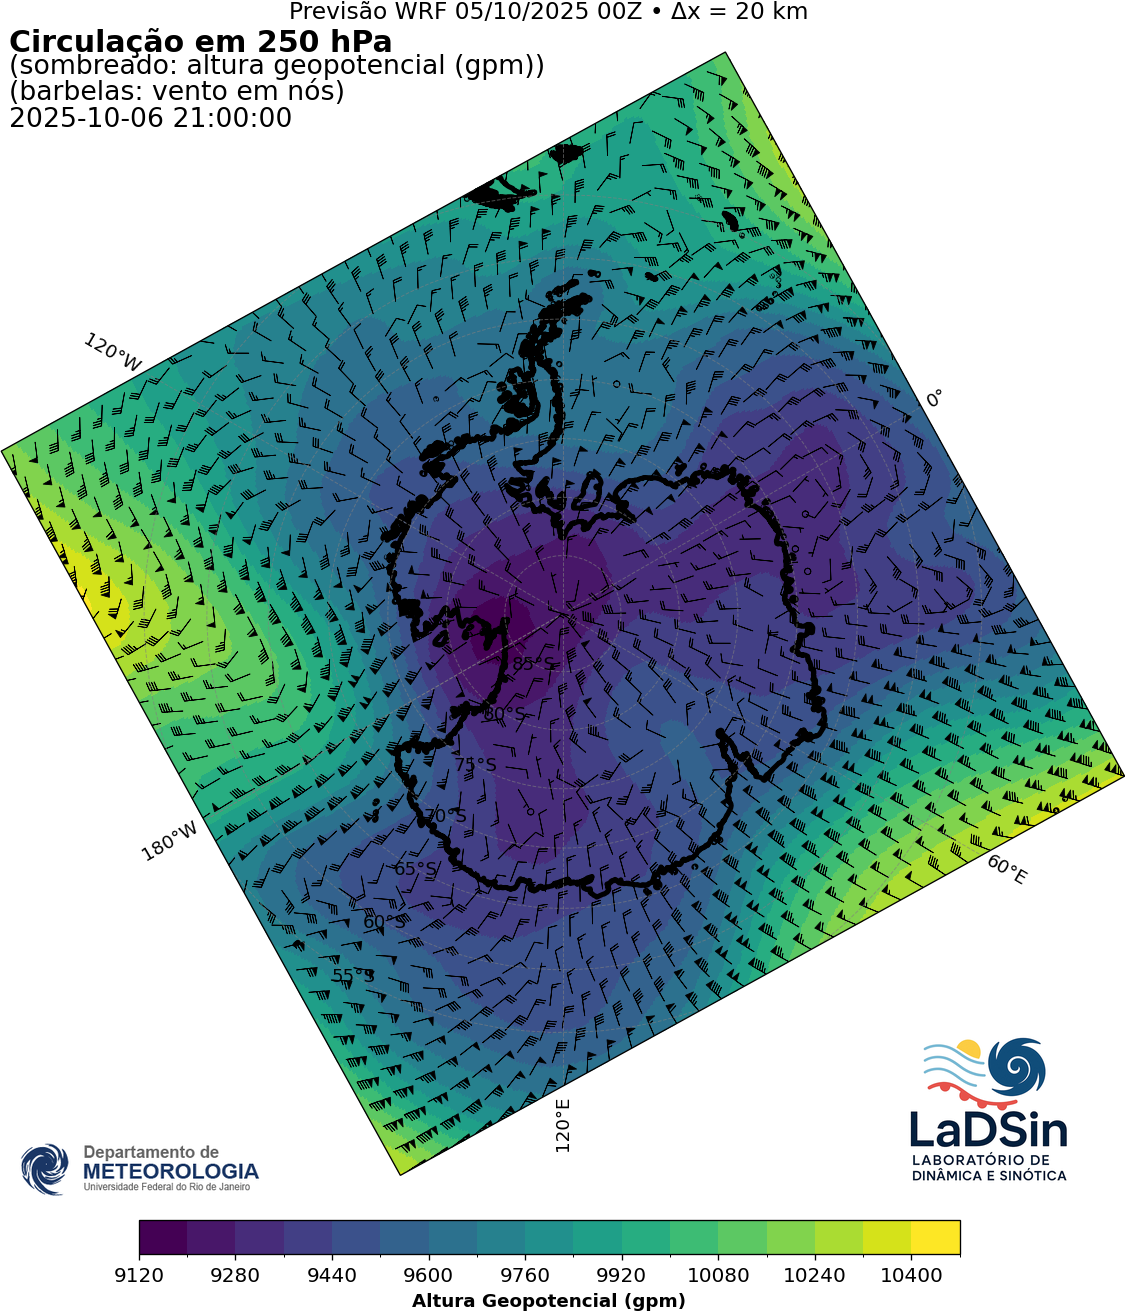 Previsão WRF 05/10/2025 00Z • Δx = 20 km
Circulação em 250 hPa
(sombreado: altura geopotencial (gpm))
(barbelas: vento em nós)
2025-10-06 21:00:00
120°W
0°
85°S
80°S
75°S
70°S
180°W
65°S
60°E
60°S
55°S
120°E
LaDSin
LABORATÓRIO DE
DINÂMICA E SINÓTICA
Departamento de
METEOROLOGIA
Universidade Federal do Rio de Janeiro
9120 9280 9440 9600 9760 9920 10080 10240 10400
Altura Geopotencial (gpm)